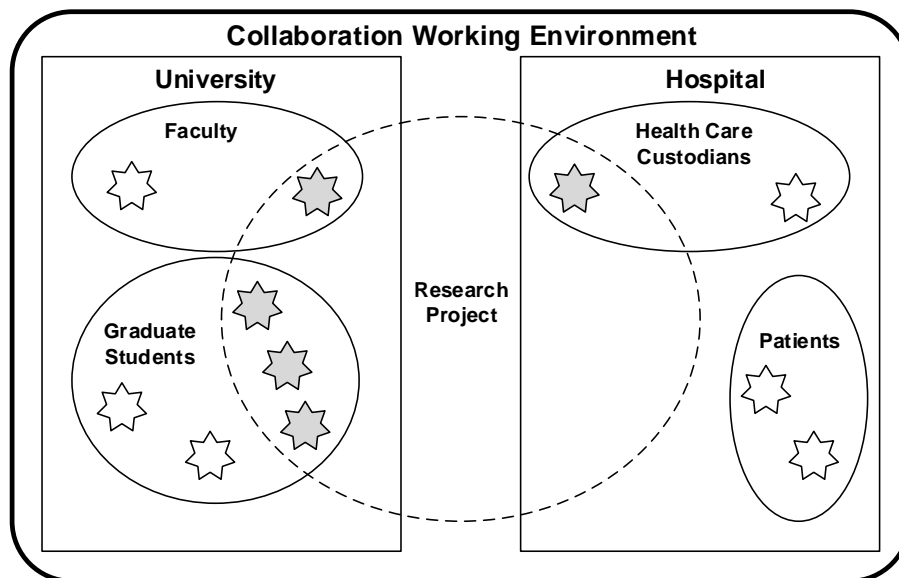 Collaboration Working Environment
University
Hospital
Faculty
Health Care
Custodians
Research
Project
Graduate
Students
Patients